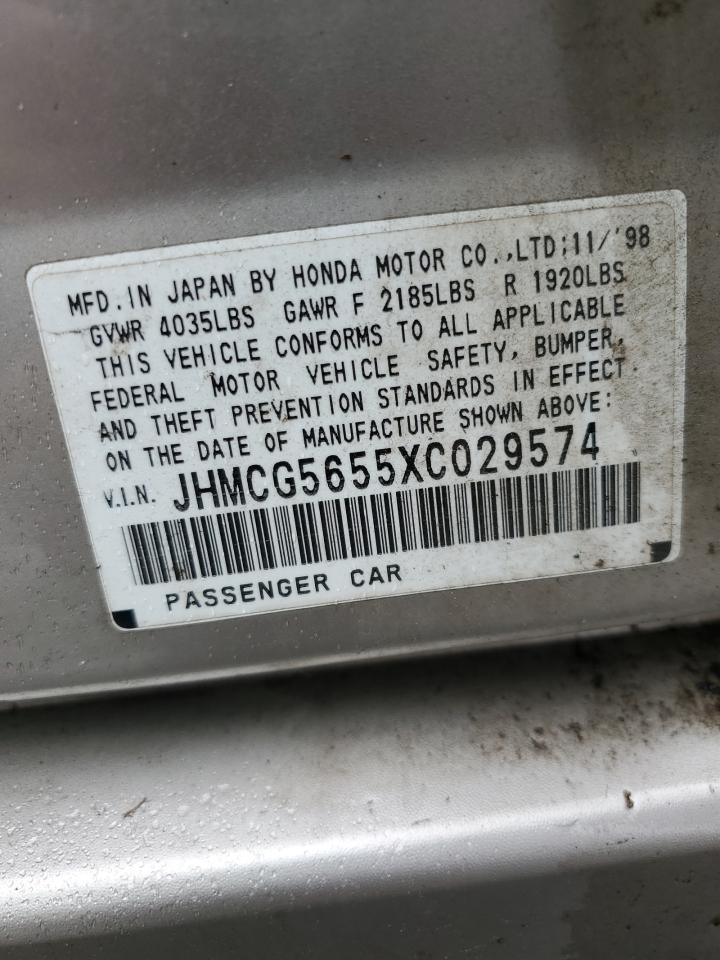 MFD.IN JAPAN BY HONDA MOTOR CO.,LTD;11/'98
GVWR 4035LBS GAWR F 2185LBS R 1920LBS
THIS VEHICLE CONFORMS TO ALL APPLICABLE
FEDERAL MOTOR VEHICLE SAFETY, BUMPER,
AND THEFT PREVENTION STANDARDS IN EFFECT
ON THE DATE OF MANUFACTURE SHOWN ABOVE:
V.I.N. JHMCG5655XC029574
PASSENGER CAR